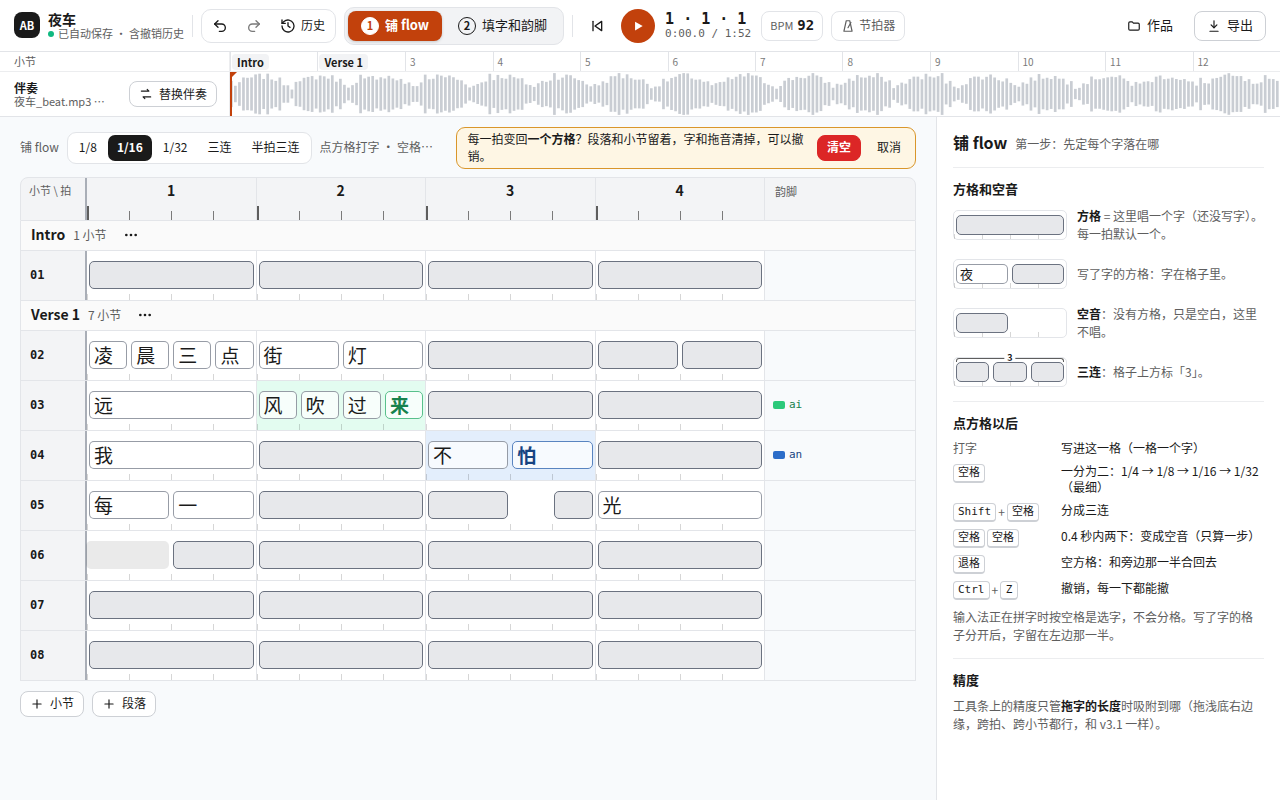 AB 夜车
已自动保存 · 含撤销历史
历史
1 铺 flow
2 填字和韵脚
1 · 1 · 1
0:00.0 / 1:52
BPM 92
节拍器
作品
导出
小节 Intro Verse 1 3 4 5 6 7 8 9 10 11 12
伴奏
夜车_beat.mp3 ···
替换伴奏
铺 flow 1/8 1/16 1/32 三连 半拍三连 点方格打字 · 空格···
每一拍变回一个方格？段落和小节留着，字和拖音清掉，可以撤
销。
清空 取消
小节 \ 拍 1 2 3 4 韵脚
Intro 1 小节 ···
01
Verse 1 7 小节 ···
02 凌 晨 三 点 街 灯
03 远 风 吹 过 来 ai
04 我 不 怕 an
05 每 一 光
06
07
08
+ 小节 + 段落
铺 flow 第一步：先定每个字落在哪
方格和空音
方格 = 这里唱一个字（还没写字）。
每一拍默认一个。
夜 写了字的方格：字在格子里。
空音：没有方格，只是空白，这里
不唱。
3
三连：格子上方标「3」。
点方格以后
打字 写进这一格（一格一个字）
空格 一分为二：1/4 → 1/8 → 1/16 → 1/32
（最细）
Shift + 空格 分成三连
空格 空格 0.4 秒内两下：变成空音（只算一步）
退格 空方格：和旁边那一半合回去
Ctrl + Z 撤销，每一下都能撤
输入法正在拼字时按空格是选字，不会分格。写了字的格
子分开后，字留在左边那一半。
精度
工具条上的精度只管拖字的长度时吸附到哪（拖浅底右边
缘，跨拍、跨小节都行，和 v3.1 一样）。